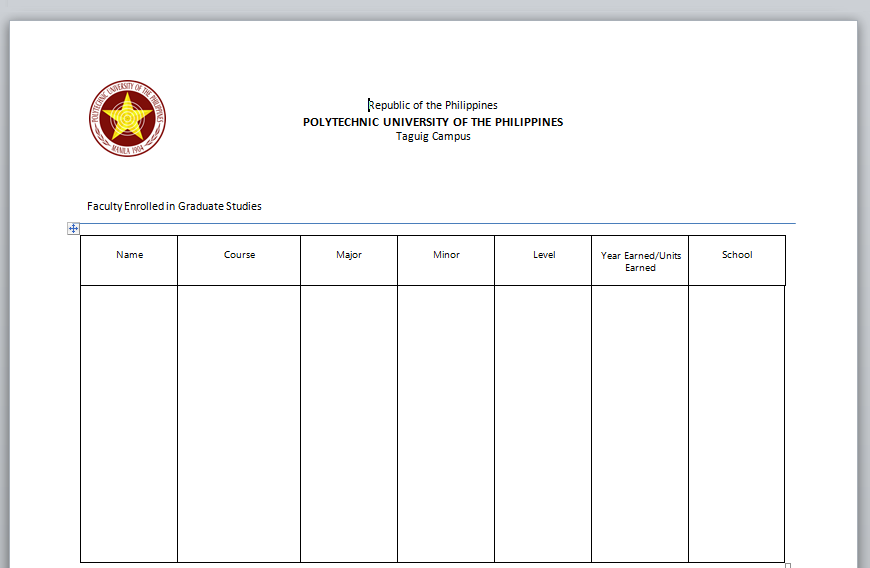 POLYTECHNIC UNIVERSITY OF THE PHILIPPINES
MANILA 1904
Republic of the Philippines
POLYTECHNIC UNIVERSITY OF THE PHILIPPINES
Taguig Campus
Faculty Enrolled in Graduate Studies
Name Course Major Minor Level Year Earned/Units School
Earned